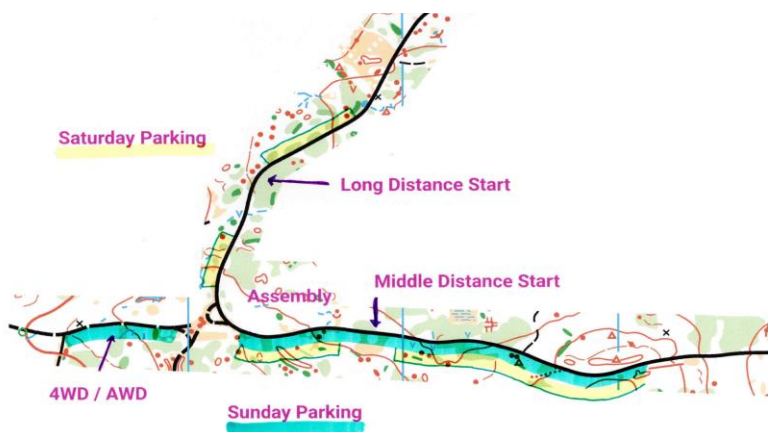 Saturday Parking
Long Distance Start
Assembly
Middle Distance Start
4WD / AWD
Sunday Parking